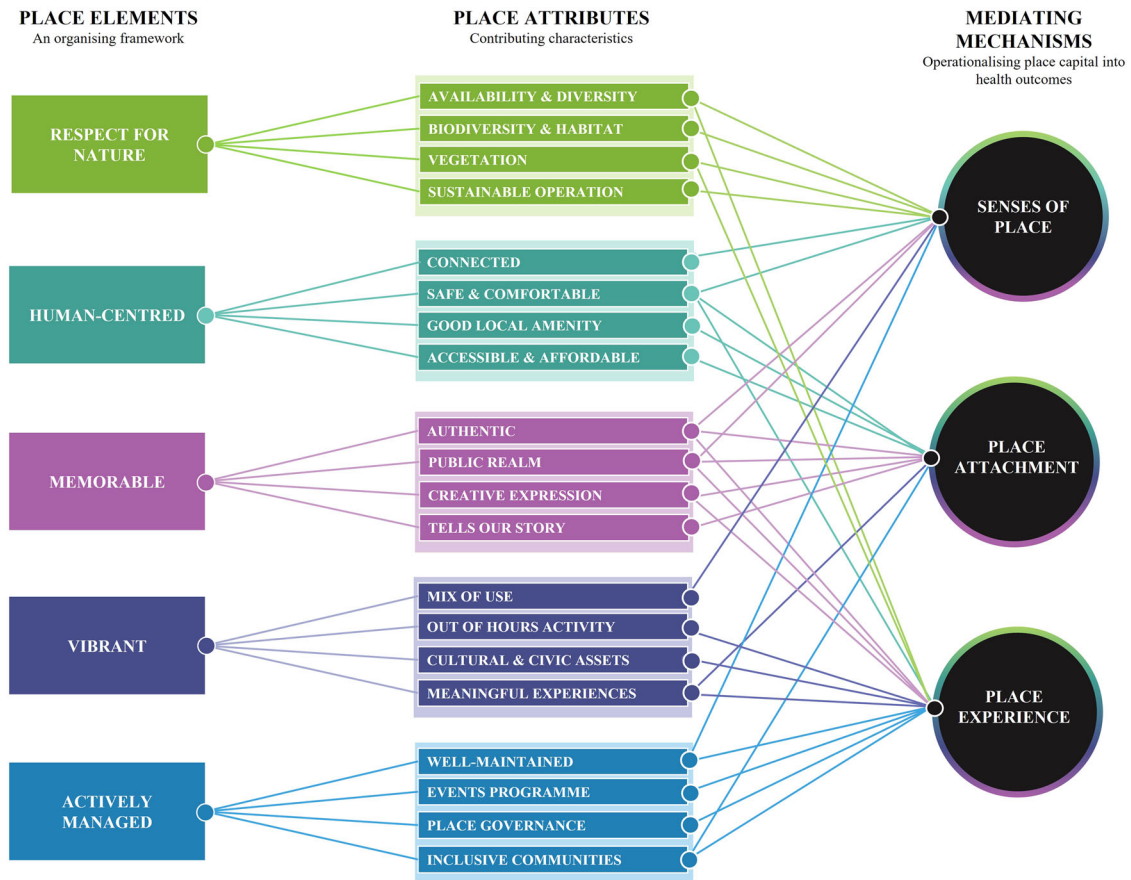 PLACE ELEMENTS
An organising framework
PLACE ATTRIBUTES
Contributing characteristics
MEDIATING
MECHANISMS
Operationalising place capital into
health outcomes
RESPECT FOR
NATURE
AVAILABILITY & DIVERSITY
BIODIVERSITY & HABITAT
VEGETATION
SUSTAINABLE OPERATION
SENSES OF
PLACE
HUMAN-CENTRED
CONNECTED
SAFE & COMFORTABLE
GOOD LOCAL AMENITY
ACCESSIBLE & AFFORDABLE
MEMORABLE
AUTHENTIC
PUBLIC REALM
CREATIVE EXPRESSION
TELLS OUR STORY
PLACE
ATTACHMENT
VIBRANT
MIX OF USE
OUT OF HOURS ACTIVITY
CULTURAL & CIVIC ASSETS
MEANINGFUL EXPERIENCES
PLACE
EXPERIENCE
ACTIVELY
MANAGED
WELL-MAINTAINED
EVENTS PROGRAMME
PLACE GOVERNANCE
INCLUSIVE COMMUNITIES